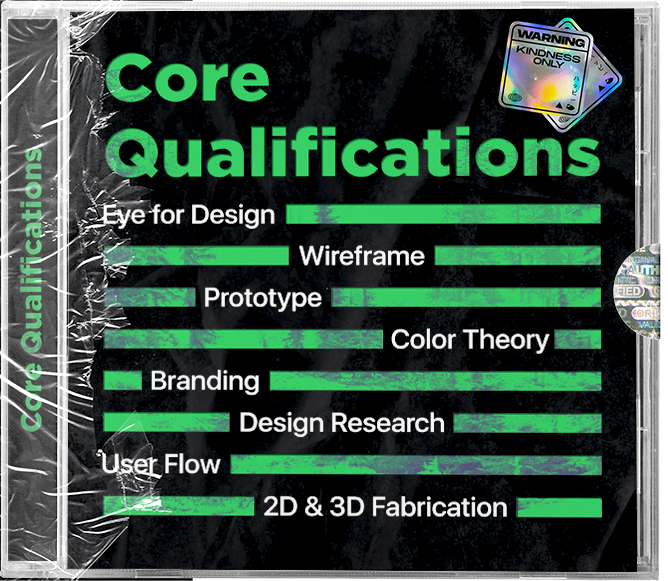 Core
Qualifications
WARNING
KINDNESS
ONLY
Eye for Design
Wireframe
Prototype
Color Theory
Branding
Design Research
User Flow
2D & 3D Fabrication
Core Qualifications